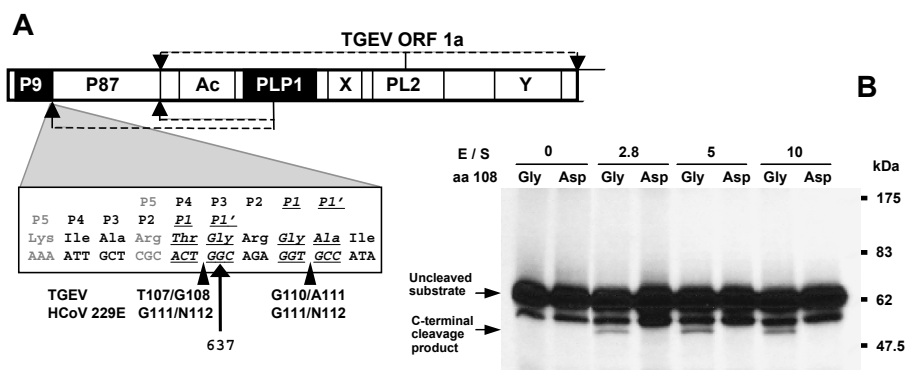 A
TGEV ORF 1a
P9 P87 Ac PLP1 X PL2 Y
P5 P4 P3 P2 P1 P1'
P5 P4 P3 P2 P1 P1'
Lys Ile Ala Arg Thr Gly Arg Gly Ala Ile
AAA ATT GCT CGC ACT GGC AGA GGT GCC ATA
TGEV T107/G108 G110/A111
HCoV 229E G111/N112 G111/N112
637
B
E / S 0 2.8 5 10
kDa
aa 108 Gly Asp Gly Asp Gly Asp Gly Asp
175
83
Uncleaved
substrate
62
C-terminal
cleavage
product
47.5